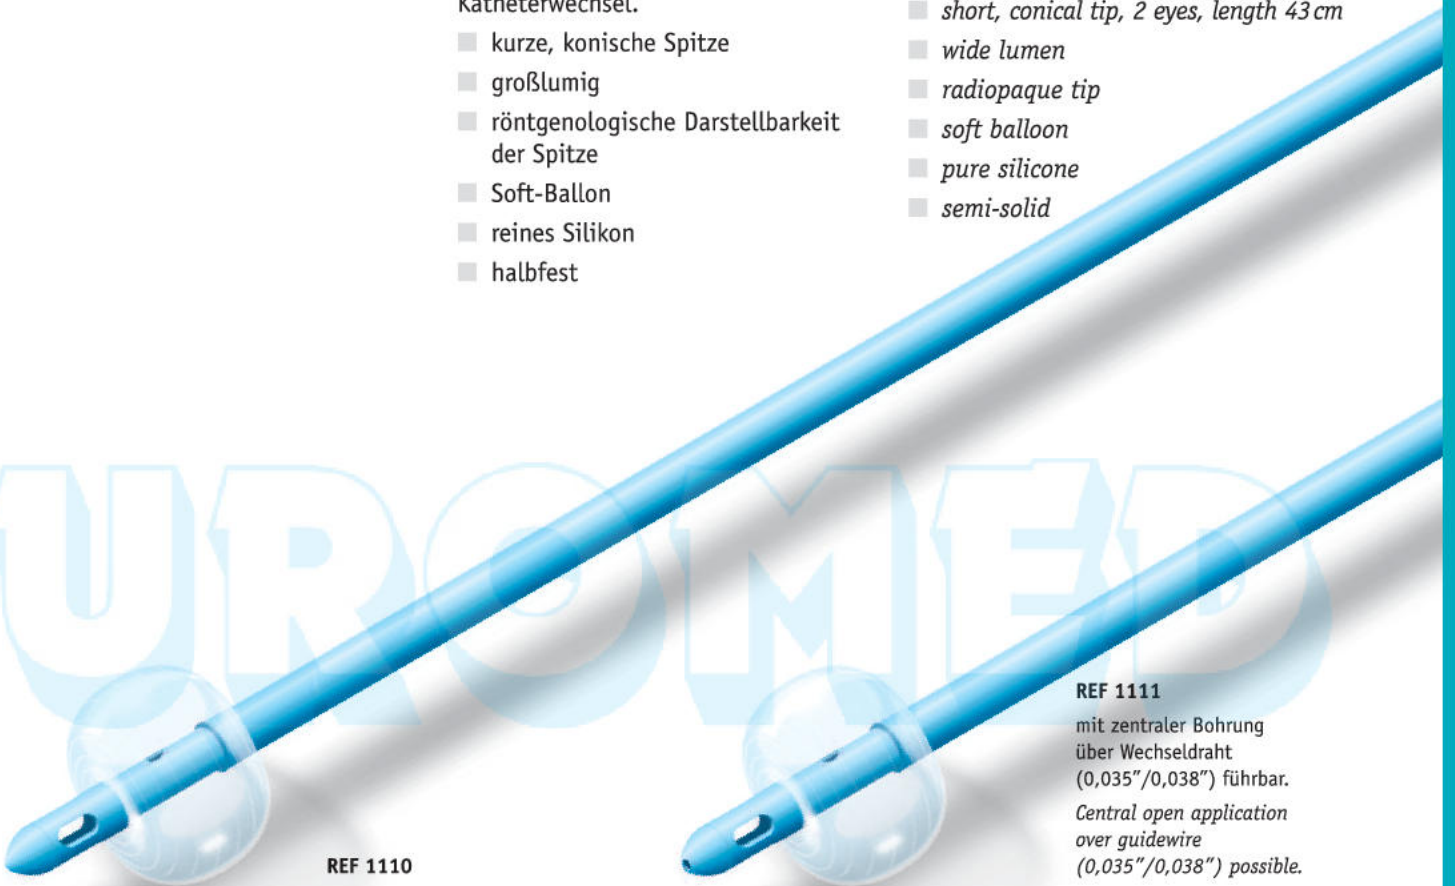 Katheterwechsel.
kurze, konische Spitze
großlumig
röntgenologische Darstellbarkeit
der Spitze
Soft-Ballon
reines Silikon
halbfest
short, conical tip, 2 eyes, length 43 cm
wide lumen
radiopaque tip
soft balloon
pure silicone
semi-solid
UROMED
REF 1110
REF 1111
mit zentraler Bohrung
über Wechseldraht
(0,035″/0,038″) führbar.
Central open application
over guidewire
(0,035″/0,038″) possible.